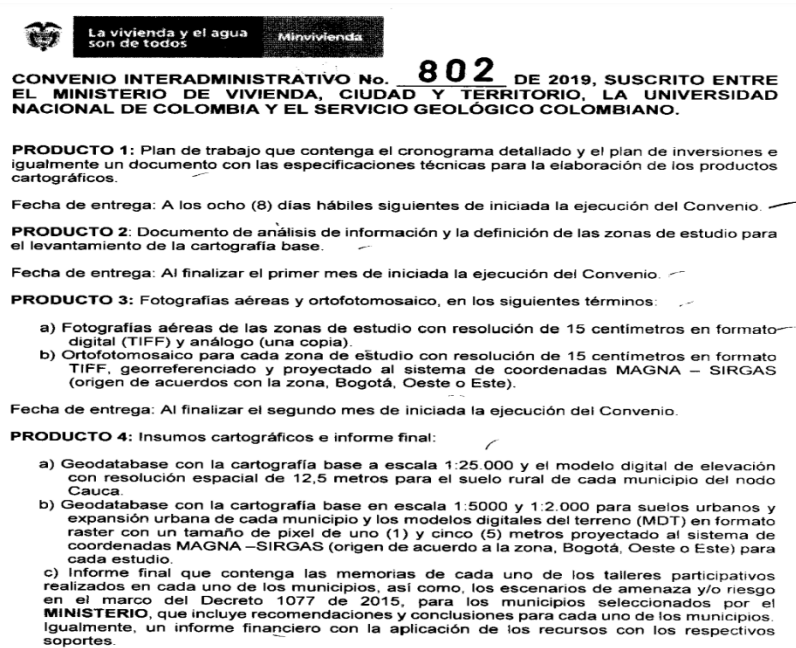 La vivienda y el agua
son de todos
Minvivienda
CONVENIO INTERADMINISTRATIVO No. 802 DE 2019, SUSCRITO ENTRE
EL MINISTERIO DE VIVIENDA, CIUDAD Y TERRITORIO, LA UNIVERSIDAD
NACIONAL DE COLOMBIA Y EL SERVICIO GEOLÓGICO COLOMBIANO.
PRODUCTO 1: Plan de trabajo que contenga el cronograma detallado y el plan de inversiones e
igualmente un documento con las especificaciones técnicas para la elaboración de los productos
cartográficos.
Fecha de entrega: A los ocho (8) días hábiles siguientes de iniciada la ejecución del Convenio.
PRODUCTO 2: Documento de análisis de información y la definición de las zonas de estudio para
el levantamiento de la cartografía base.
Fecha de entrega: Al finalizar el primer mes de iniciada la ejecución del Convenio.
PRODUCTO 3: Fotografías aéreas y ortofotomosaico, en los siguientes términos:
a) Fotografías aéreas de las zonas de estudio con resolución de 15 centímetros en formato
digital (TIFF) y análogo (una copia).
b) Ortofotomosaico para cada zona de estudio con resolución de 15 centímetros en formato
TIFF, georreferenciado y proyectado al sistema de coordenadas MAGNA – SIRGAS
(origen de acuerdos con la zona, Bogotá, Oeste o Este).
Fecha de entrega: Al finalizar el segundo mes de iniciada la ejecución del Convenio.
PRODUCTO 4: Insumos cartográficos e informe final:
a) Geodatabase con la cartografía base a escala 1:25.000 y el modelo digital de elevación
con resolución espacial de 12,5 metros para el suelo rural de cada municipio del nodo
Cauca.
b) Geodatabase con la cartografía base en escala 1:5000 y 1:2.000 para suelos urbanos y
expansión urbana de cada municipio y los modelos digitales del terreno (MDT) en formato
raster con un tamaño de pixel de uno (1) y cinco (5) metros proyectado al sistema de
coordenadas MAGNA –SIRGAS (origen de acuerdo a la zona, Bogotá, Oeste o Este) para
cada estudio.
c) Informe final que contenga las memorias de cada uno de los talleres participativos
realizados en cada uno de los municipios, así como, los escenarios de amenaza y/o riesgo
en el marco del Decreto 1077 de 2015, para los municipios seleccionados por el
MINISTERIO, que incluye recomendaciones y conclusiones para cada uno de los municipios.
Igualmente, un informe financiero con la aplicación de los recursos con los respectivos
soportes.